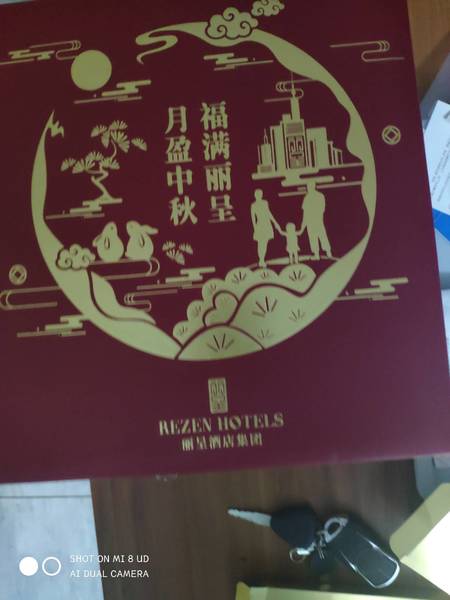 福满丽呈
月盈中秋
REZEN HOTELS
丽呈酒店集团
SHOT ON MI 8 UD
AI DUAL CAMERA